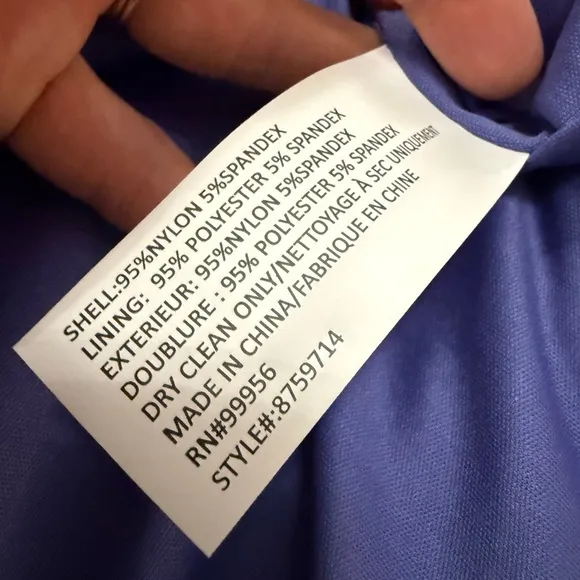 SHELL:95%NYLON 5%SPANDEX
LINING: 95% POLYESTER 5% SPANDEX
EXTERIEUR: 95%NYLON 5%SPANDEX
DOUBLURE : 95% POLYESTER 5% SPANDEX
DRY CLEAN ONLY/NETTOYAGE À SEC UNIQUEMENT
MADE IN CHINA/FABRIQUE EN CHINE
RN#99956
STYLE#:8759714